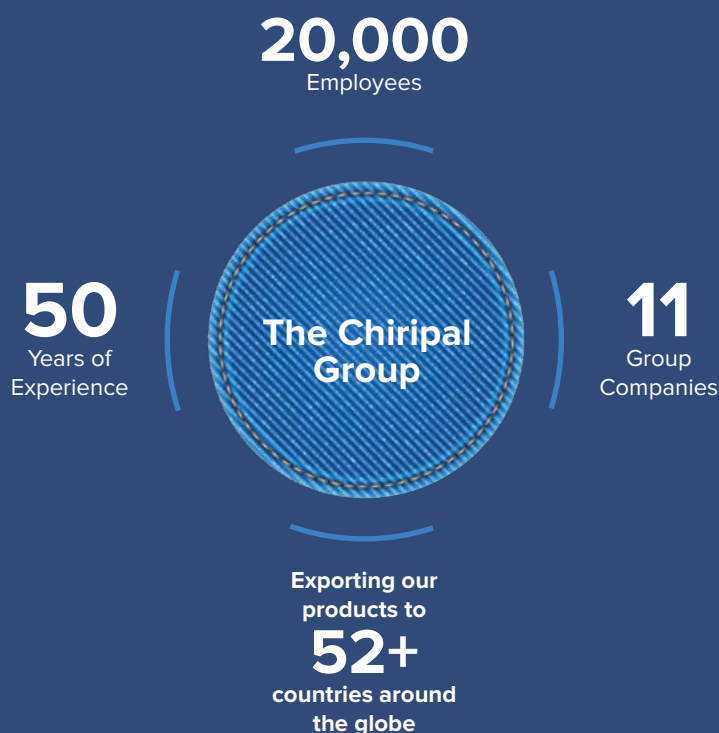 20,000
Employees
50
Years of
Experience
The Chiripal
Group
11
Group
Companies
Exporting our
products to
52+
countries around
the globe